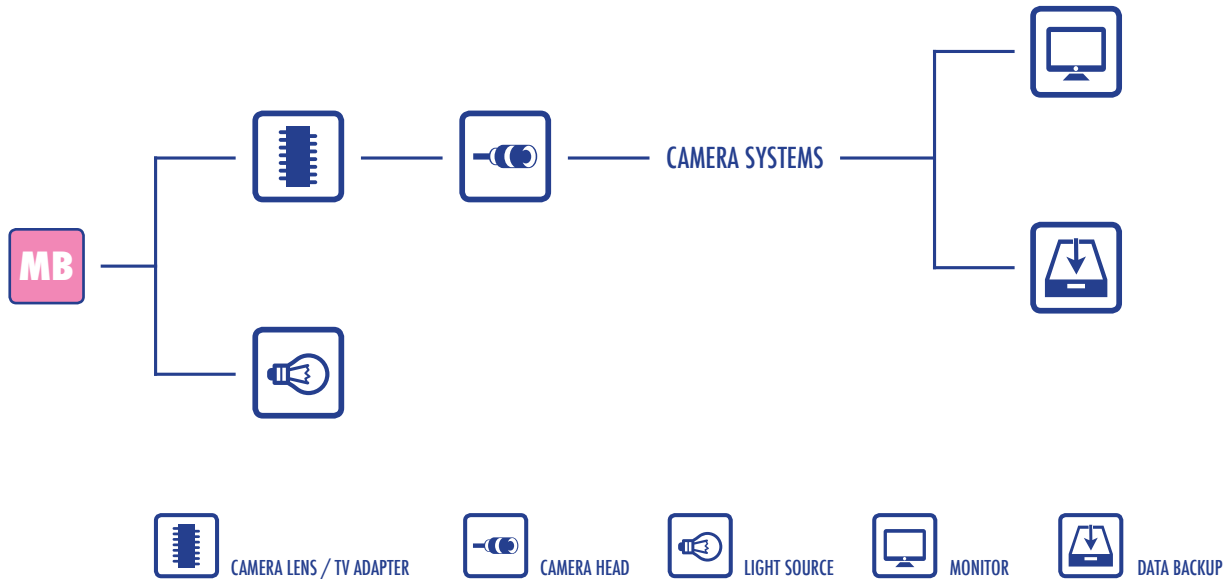 CAMERA SYSTEMS
MB
CAMERA LENS / TV ADAPTER
CAMERA HEAD
LIGHT SOURCE
MONITOR
DATA BACKUP